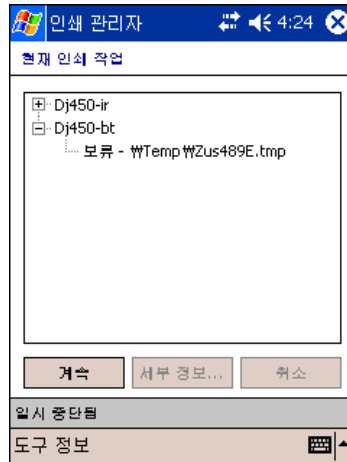 인쇄 관리자 4:24
현재 인쇄 작업
Dj450-ir
Dj450-bt
보류 - ₩Temp₩Zus489E.tmp
계속 세부 정보... 취소
일시 중단됨
도구 정보